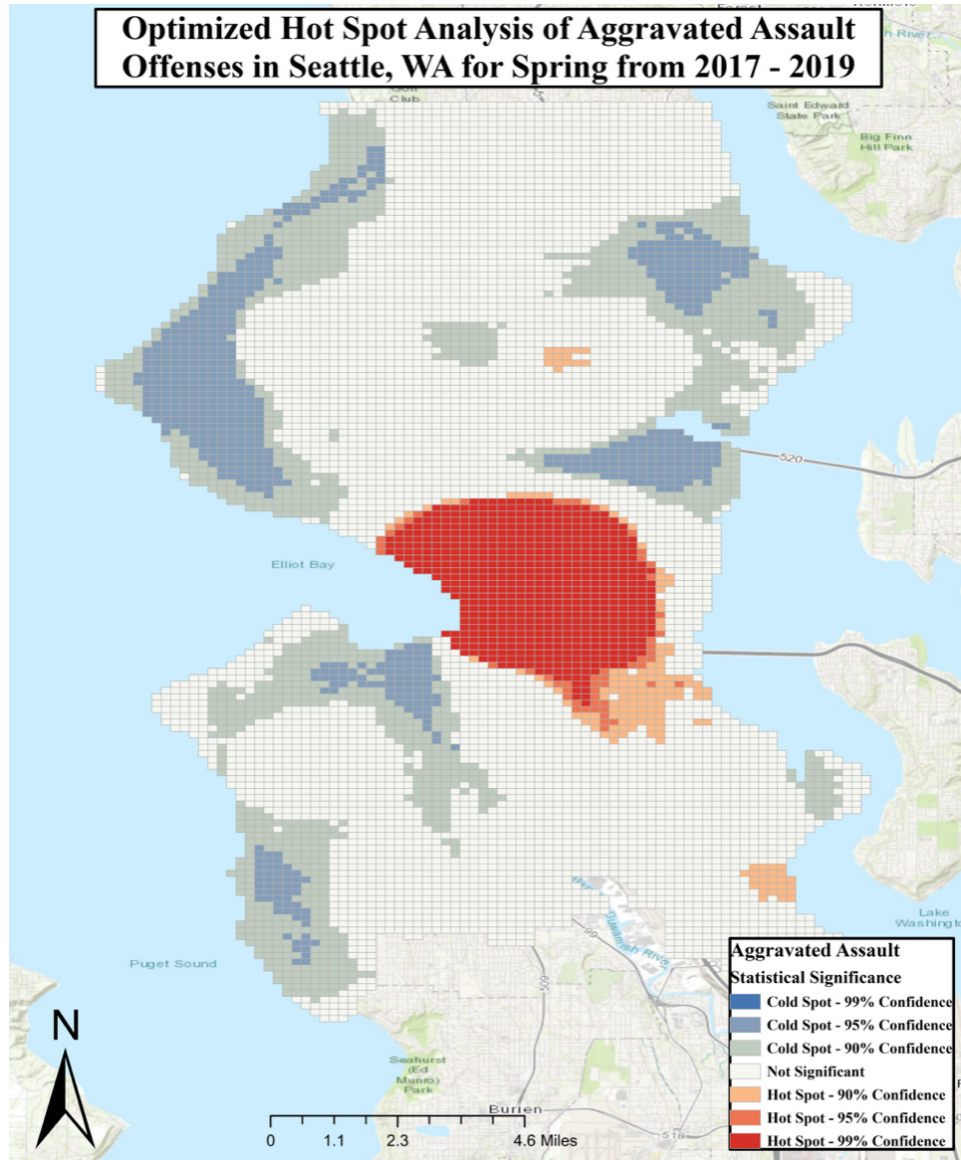 Optimized Hot Spot Analysis of Aggravated Assault
Offenses in Seattle, WA for Spring from 2017 - 2019
Club
Saint Edward
State Park
Big Finn
Hill Park
520
Elliot Bay
Lake
Washington
Duwamish River
99
509
Puget Sound
Seahurst
(Ed
Munro)
Park
Burien
518
N
0 1.1 2.3 4.6 Miles
Aggravated Assault
Statistical Significance
Cold Spot - 99% Confidence
Cold Spot - 95% Confidence
Cold Spot - 90% Confidence
Not Significant
Hot Spot - 90% Confidence
Hot Spot - 95% Confidence
Hot Spot - 99% Confidence